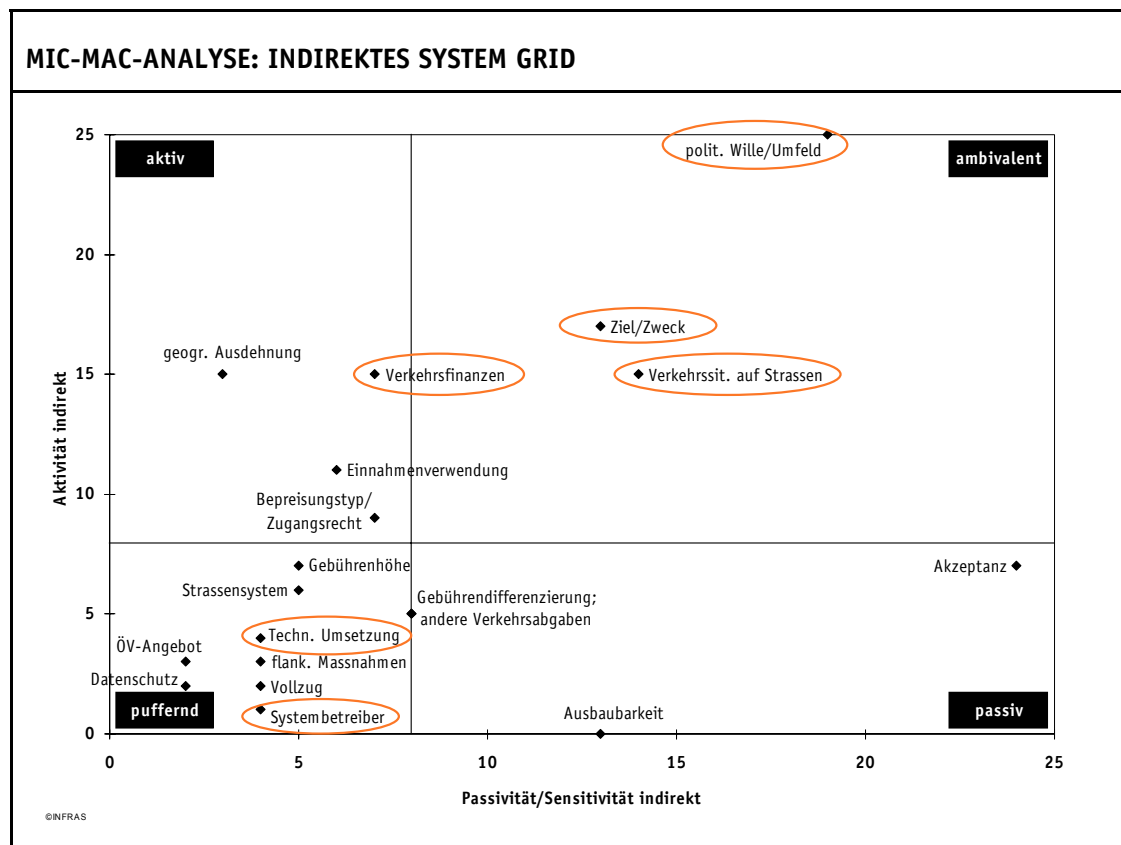 MIC-MAC-ANALYSE: INDIREKTES SYSTEM GRID
25
aktiv
polit. Wille/Umfeld
ambivalent
20
Ziel/Zweck
geogr. Ausdehnung
15
Verkehrsfinanzen
Verkehrssit. auf Strassen
Aktivität indirekt
Einnahmenverwendung
10
Bepreisungstyp/
Zugangsrecht
Gebührenhöhe
Akzeptanz
Strassensystem
5
Gebührendifferenzierung;
andere Verkehrsabgaben
Techn. Umsetzung
ÖV-Angebot
flank. Massnahmen
Datenschutz
Vollzug
puffernd
Systembetreiber
Ausbaubarkeit
passiv
0
0 5 10 15 20 25
Passivität/Sensitivität indirekt
©INFRAS